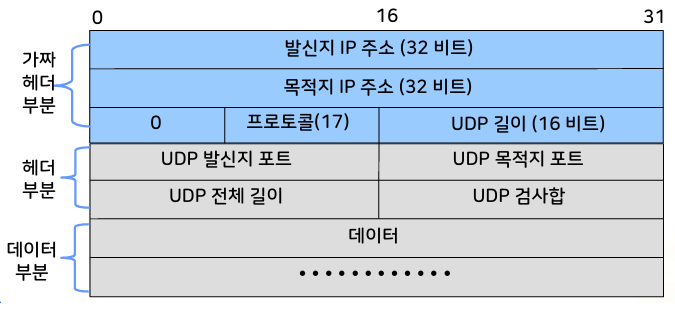 0 16 31
가짜
헤더
부분
발신지 IP 주소 (32 비트)
목적지 IP 주소 (32 비트)
0 프로토콜(17) UDP 길이 (16 비트)
헤더
부분
UDP 발신지 포트 UDP 목적지 포트
UDP 전체 길이 UDP 검사합
데이터
부분
데이터
• • • • • • • • • • • •